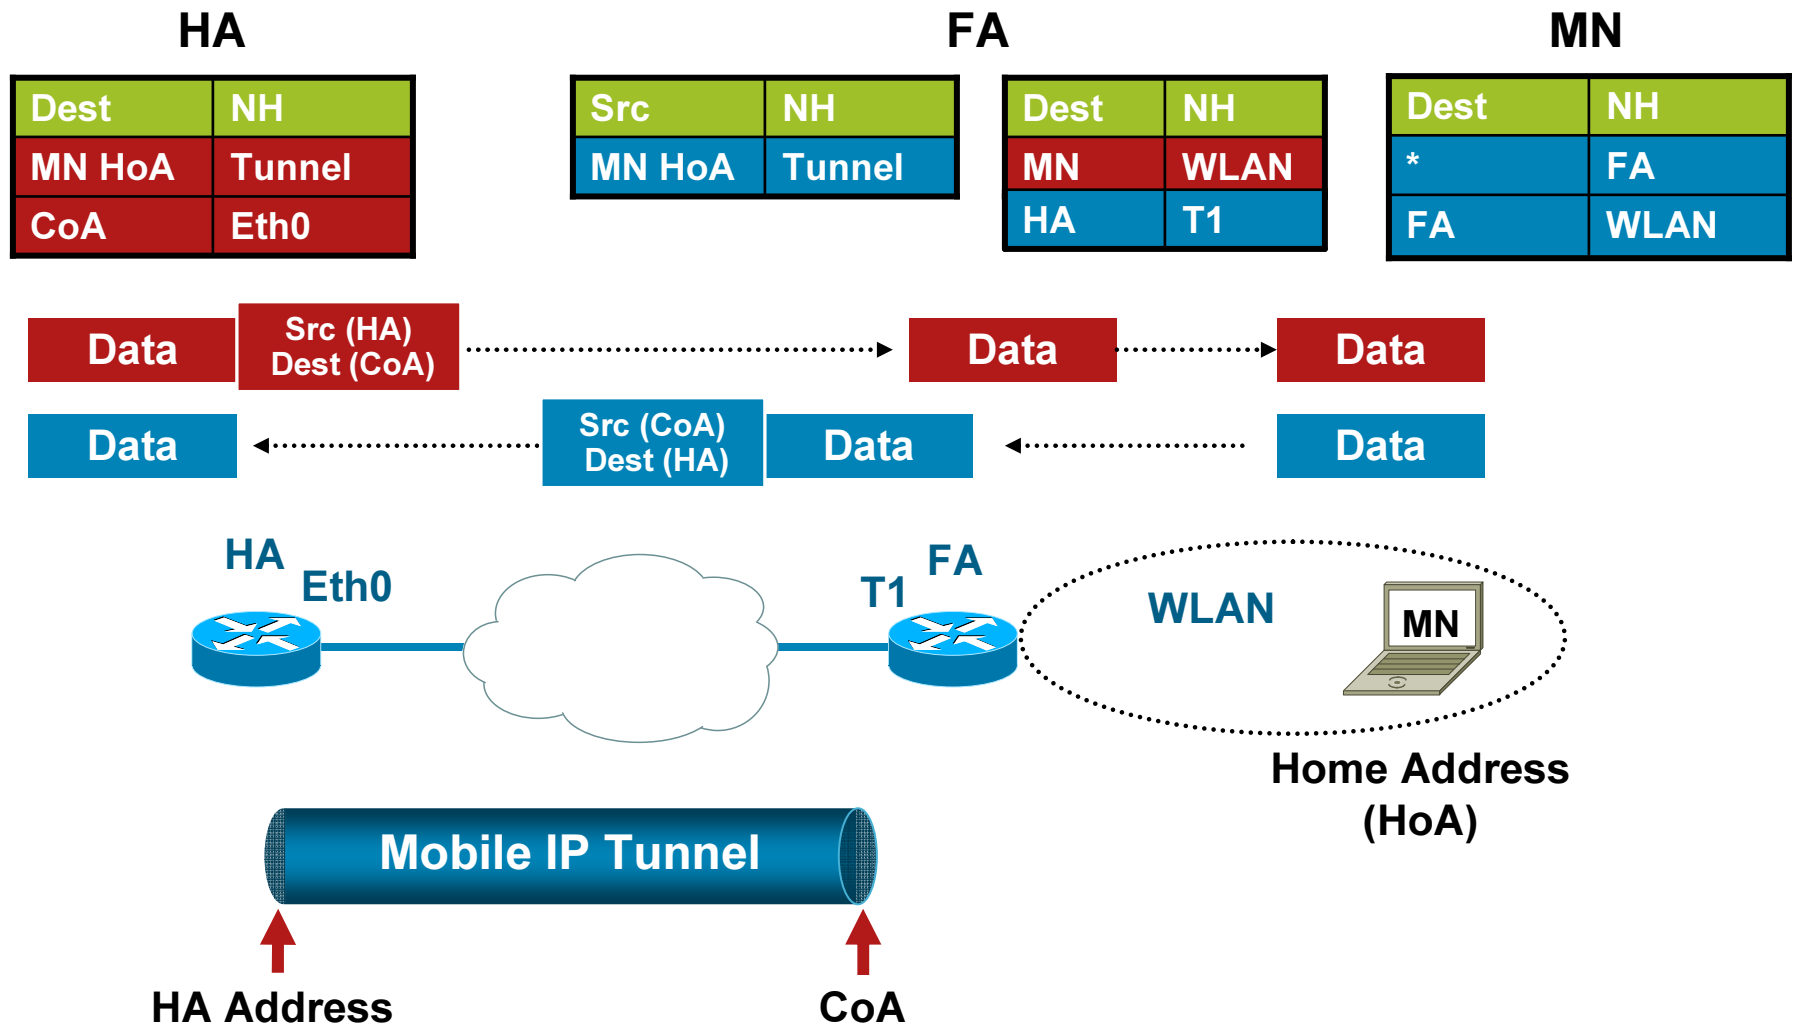 HA
FA
MN
Dest NH
MN HoA Tunnel
CoA Eth0
Src NH
MN HoA Tunnel
Dest NH
MN WLAN
HA T1
Dest NH
* FA
FA WLAN
Data
Src (HA)
Dest (CoA)
Data
Data
Data
Src (CoA)
Dest (HA)
Data
Data
HA
Eth0
T1
FA
WLAN
MN
Home Address
(HoA)
Mobile IP Tunnel
HA Address
CoA